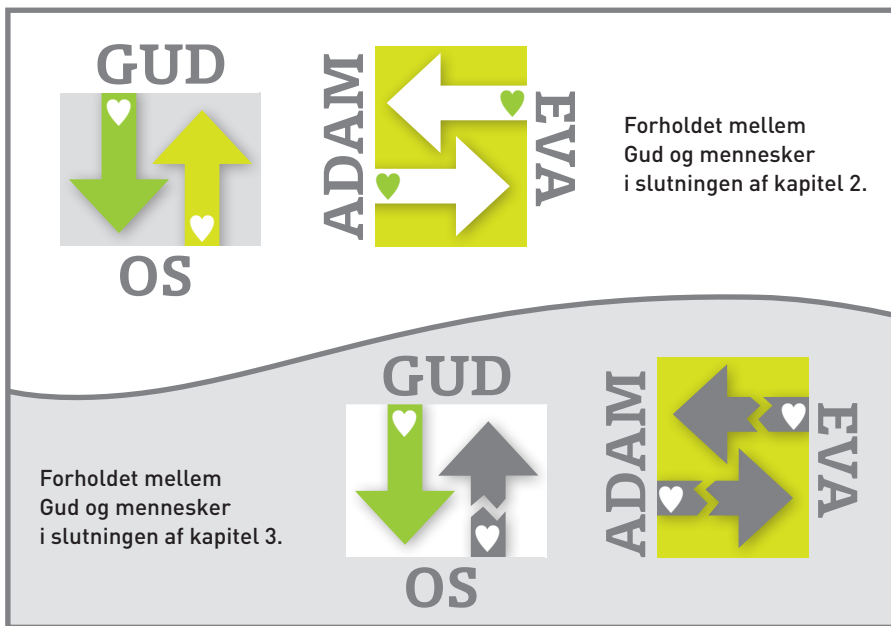 GUD
OS
ADAM
EVA
Forholdet mellem
Gud og mennesker
i slutningen af kapitel 2.
Forholdet mellem
Gud og mennesker
i slutningen af kapitel 3.
GUD
OS
ADAM
EVA